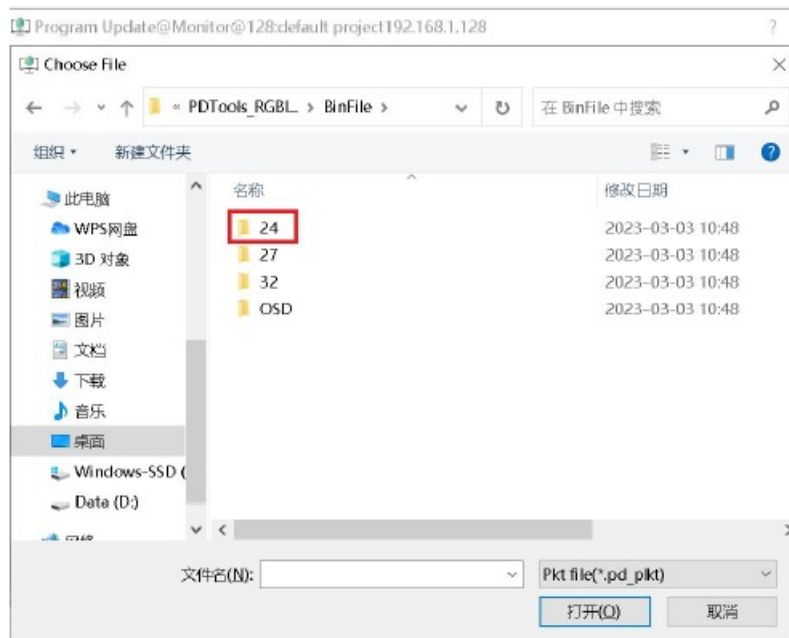 Program Update@Monitor@128:default project192.168.1.128 ?
Choose File
« PDTools_RGBL... › BinFile ›
在 BinFile 中搜索
组织 新建文件夹
名称 修改日期
此电脑
WPS网盘
3D 对象
视频
图片
文档
下载
音乐
桌面
Windows-SSD (
Data (D:)
24 2023-03-03 10:48
27 2023-03-03 10:48
32 2023-03-03 10:48
OSD 2023-03-03 10:48
文件名(N):
Pkt file(*.pd_plkt)
打开(O) 取消